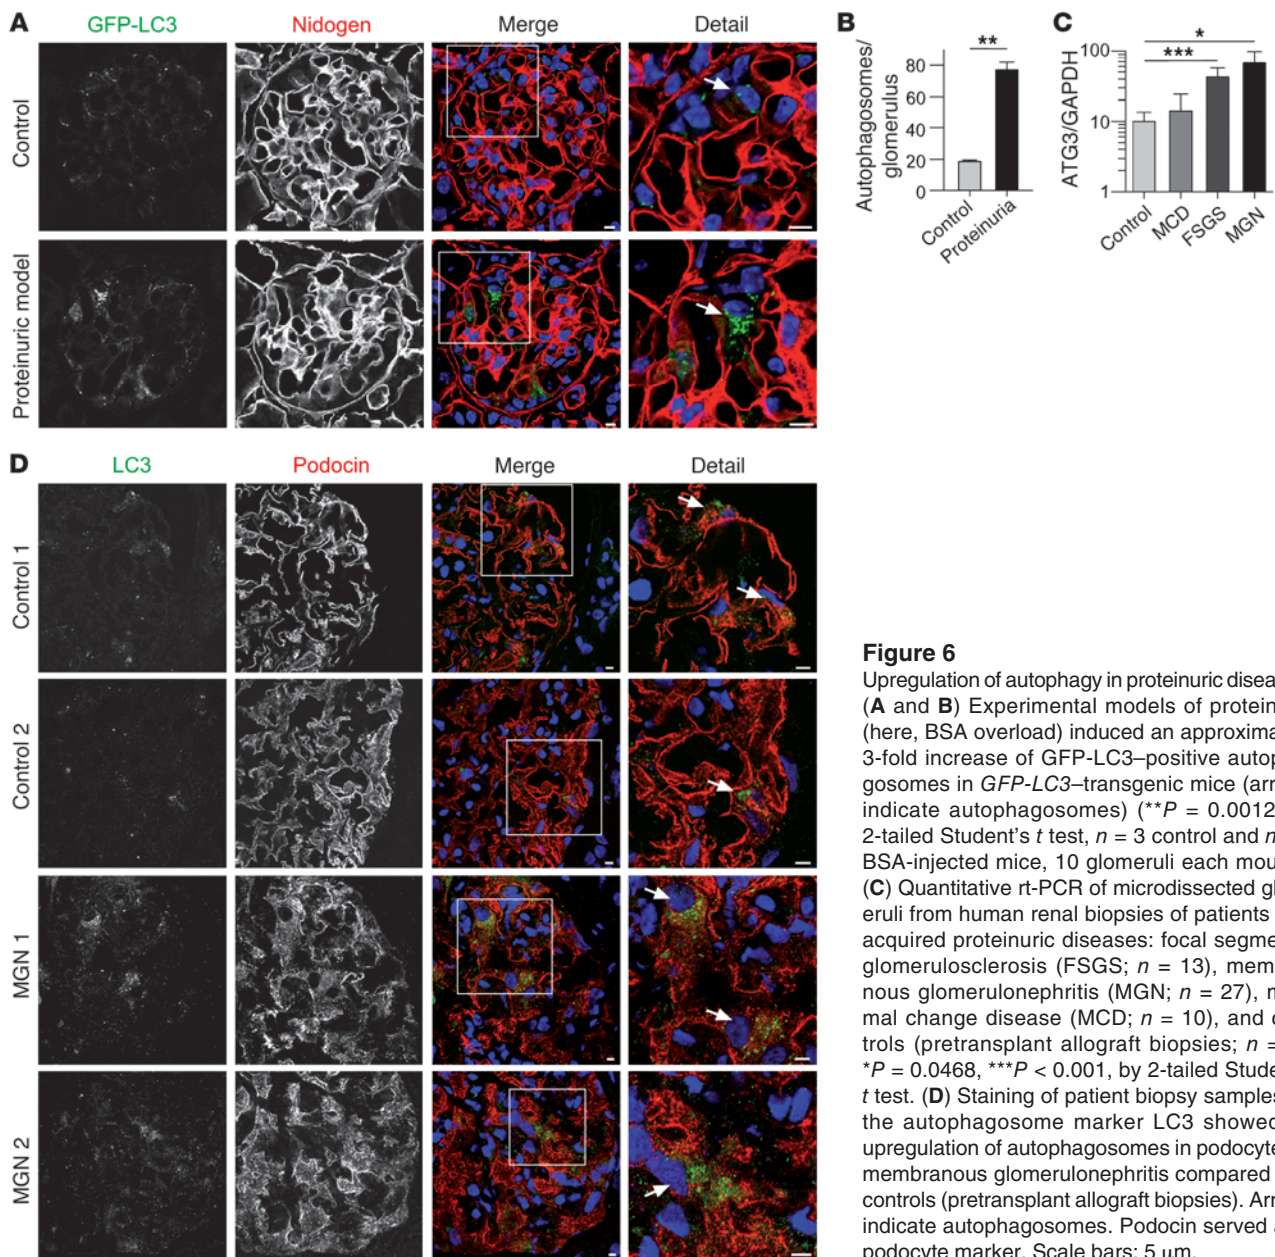 A
GFP-LC3 Nidogen Merge Detail
Control
Proteinuric model
B
Autophagosomes/
glomerulus
80
60
40
20
0
**
Control
Proteinuria
C
ATG3/GAPDH
100
10
1
*
***
Control
MCD
FSGS
MGN
D
LC3 Podocin Merge Detail
Control 1
Control 2
MGN 1
MGN 2
Figure 6
Upregulation of autophagy in proteinuric disea
(A and B) Experimental models of protein
(here, BSA overload) induced an approxima
3-fold increase of GFP-LC3–positive autop
gosomes in GFP-LC3–transgenic mice (arr
indicate autophagosomes) (**P = 0.0012
2-tailed Student's t test, n = 3 control and n
BSA-injected mice, 10 glomeruli each mou
(C) Quantitative rt-PCR of microdissected gl
eruli from human renal biopsies of patients
acquired proteinuric diseases: focal segme
glomerulosclerosis (FSGS; n = 13), mem
nous glomerulonephritis (MGN; n = 27), m
mal change disease (MCD; n = 10), and c
trols (pretransplant allograft biopsies; n =
*P = 0.0468, ***P < 0.001, by 2-tailed Stude
t test. (D) Staining of patient biopsy samples
the autophagosome marker LC3 showed
upregulation of autophagosomes in podocyte
membranous glomerulonephritis compared
controls (pretransplant allograft biopsies). Arr
indicate autophagosomes. Podocin served
podocyte marker. Scale bars: 5 μm.